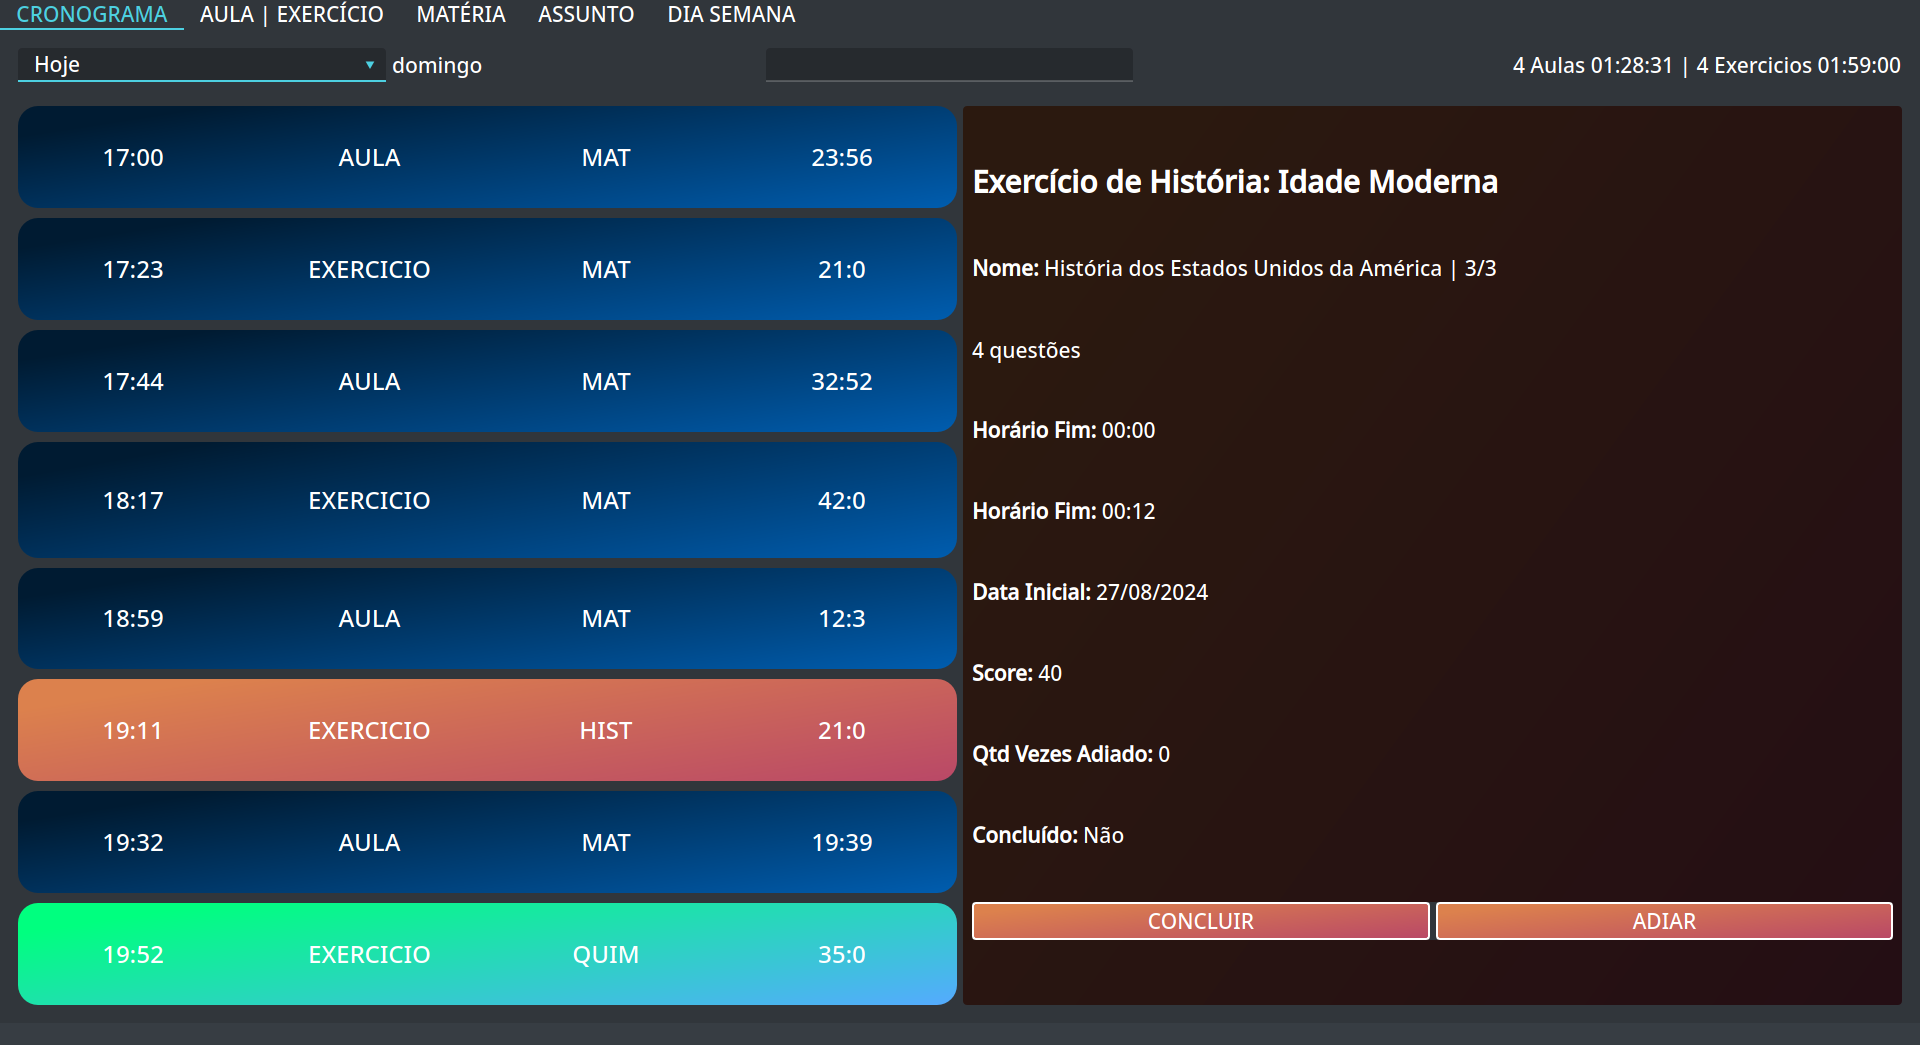 CRONOGRAMA AULA | EXERCÍCIO MATÉRIA ASSUNTO DIA SEMANA
Hoje domingo 4 Aulas 01:28:31 | 4 Exercicios 01:59:00
17:00 AULA MAT 23:56
17:23 EXERCICIO MAT 21:0
17:44 AULA MAT 32:52
18:17 EXERCICIO MAT 42:0
18:59 AULA MAT 12:3
19:11 EXERCICIO HIST 21:0
19:32 AULA MAT 19:39
19:52 EXERCICIO QUIM 35:0
Exercício de História: Idade Moderna
Nome: História dos Estados Unidos da América | 3/3
4 questões
Horário Fim: 00:00
Horário Fim: 00:12
Data Inicial: 27/08/2024
Score: 40
Qtd Vezes Adiado: 0
Concluído: Não
CONCLUIR ADIAR